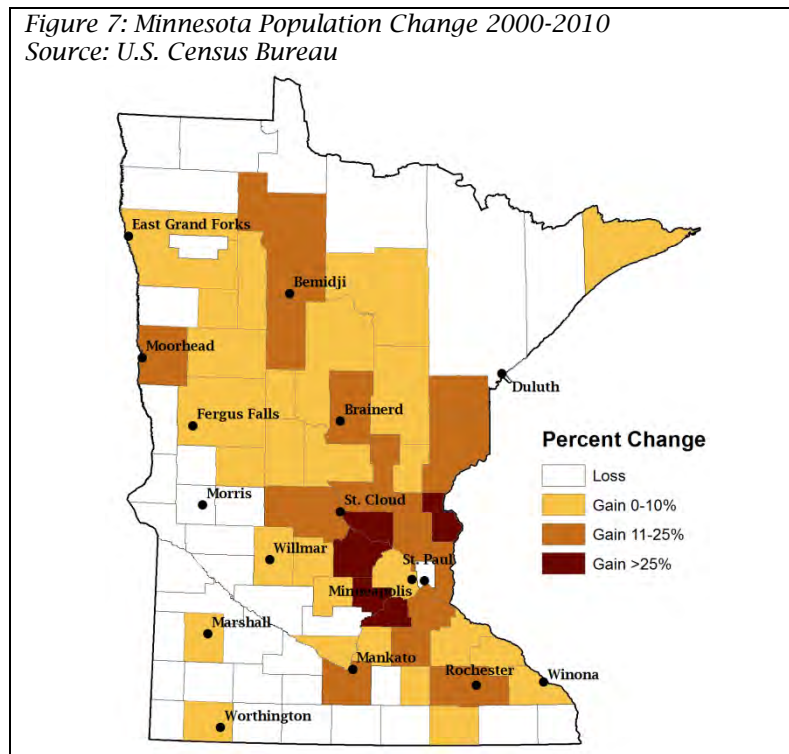 Figure 7: Minnesota Population Change 2000-2010
Source: U.S. Census Bureau
East Grand Forks
Bemidji
Moorhead
Duluth
Fergus Falls
Brainerd
Percent Change
Loss
Gain 0-10%
Gain 11-25%
Gain >25%
Morris
St. Cloud
Willmar
St. Paul
Minneapolis
Marshall
Mankato
Rochester
Winona
Worthington